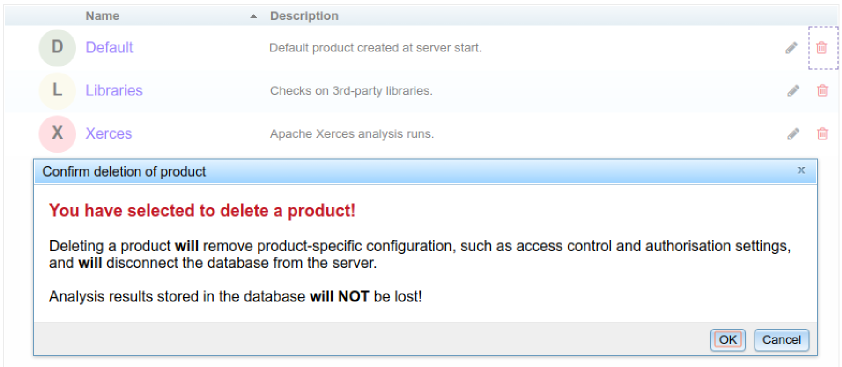 Name Description
D Default Default product created at server start.
L Libraries Checks on 3rd-party libraries.
X Xerces Apache Xerces analysis runs.
Confirm deletion of product x
You have selected to delete a product!
Deleting a product will remove product-specific configuration, such as access control and authorisation settings,
and will disconnect the database from the server.
Analysis results stored in the database will NOT be lost!
OK Cancel